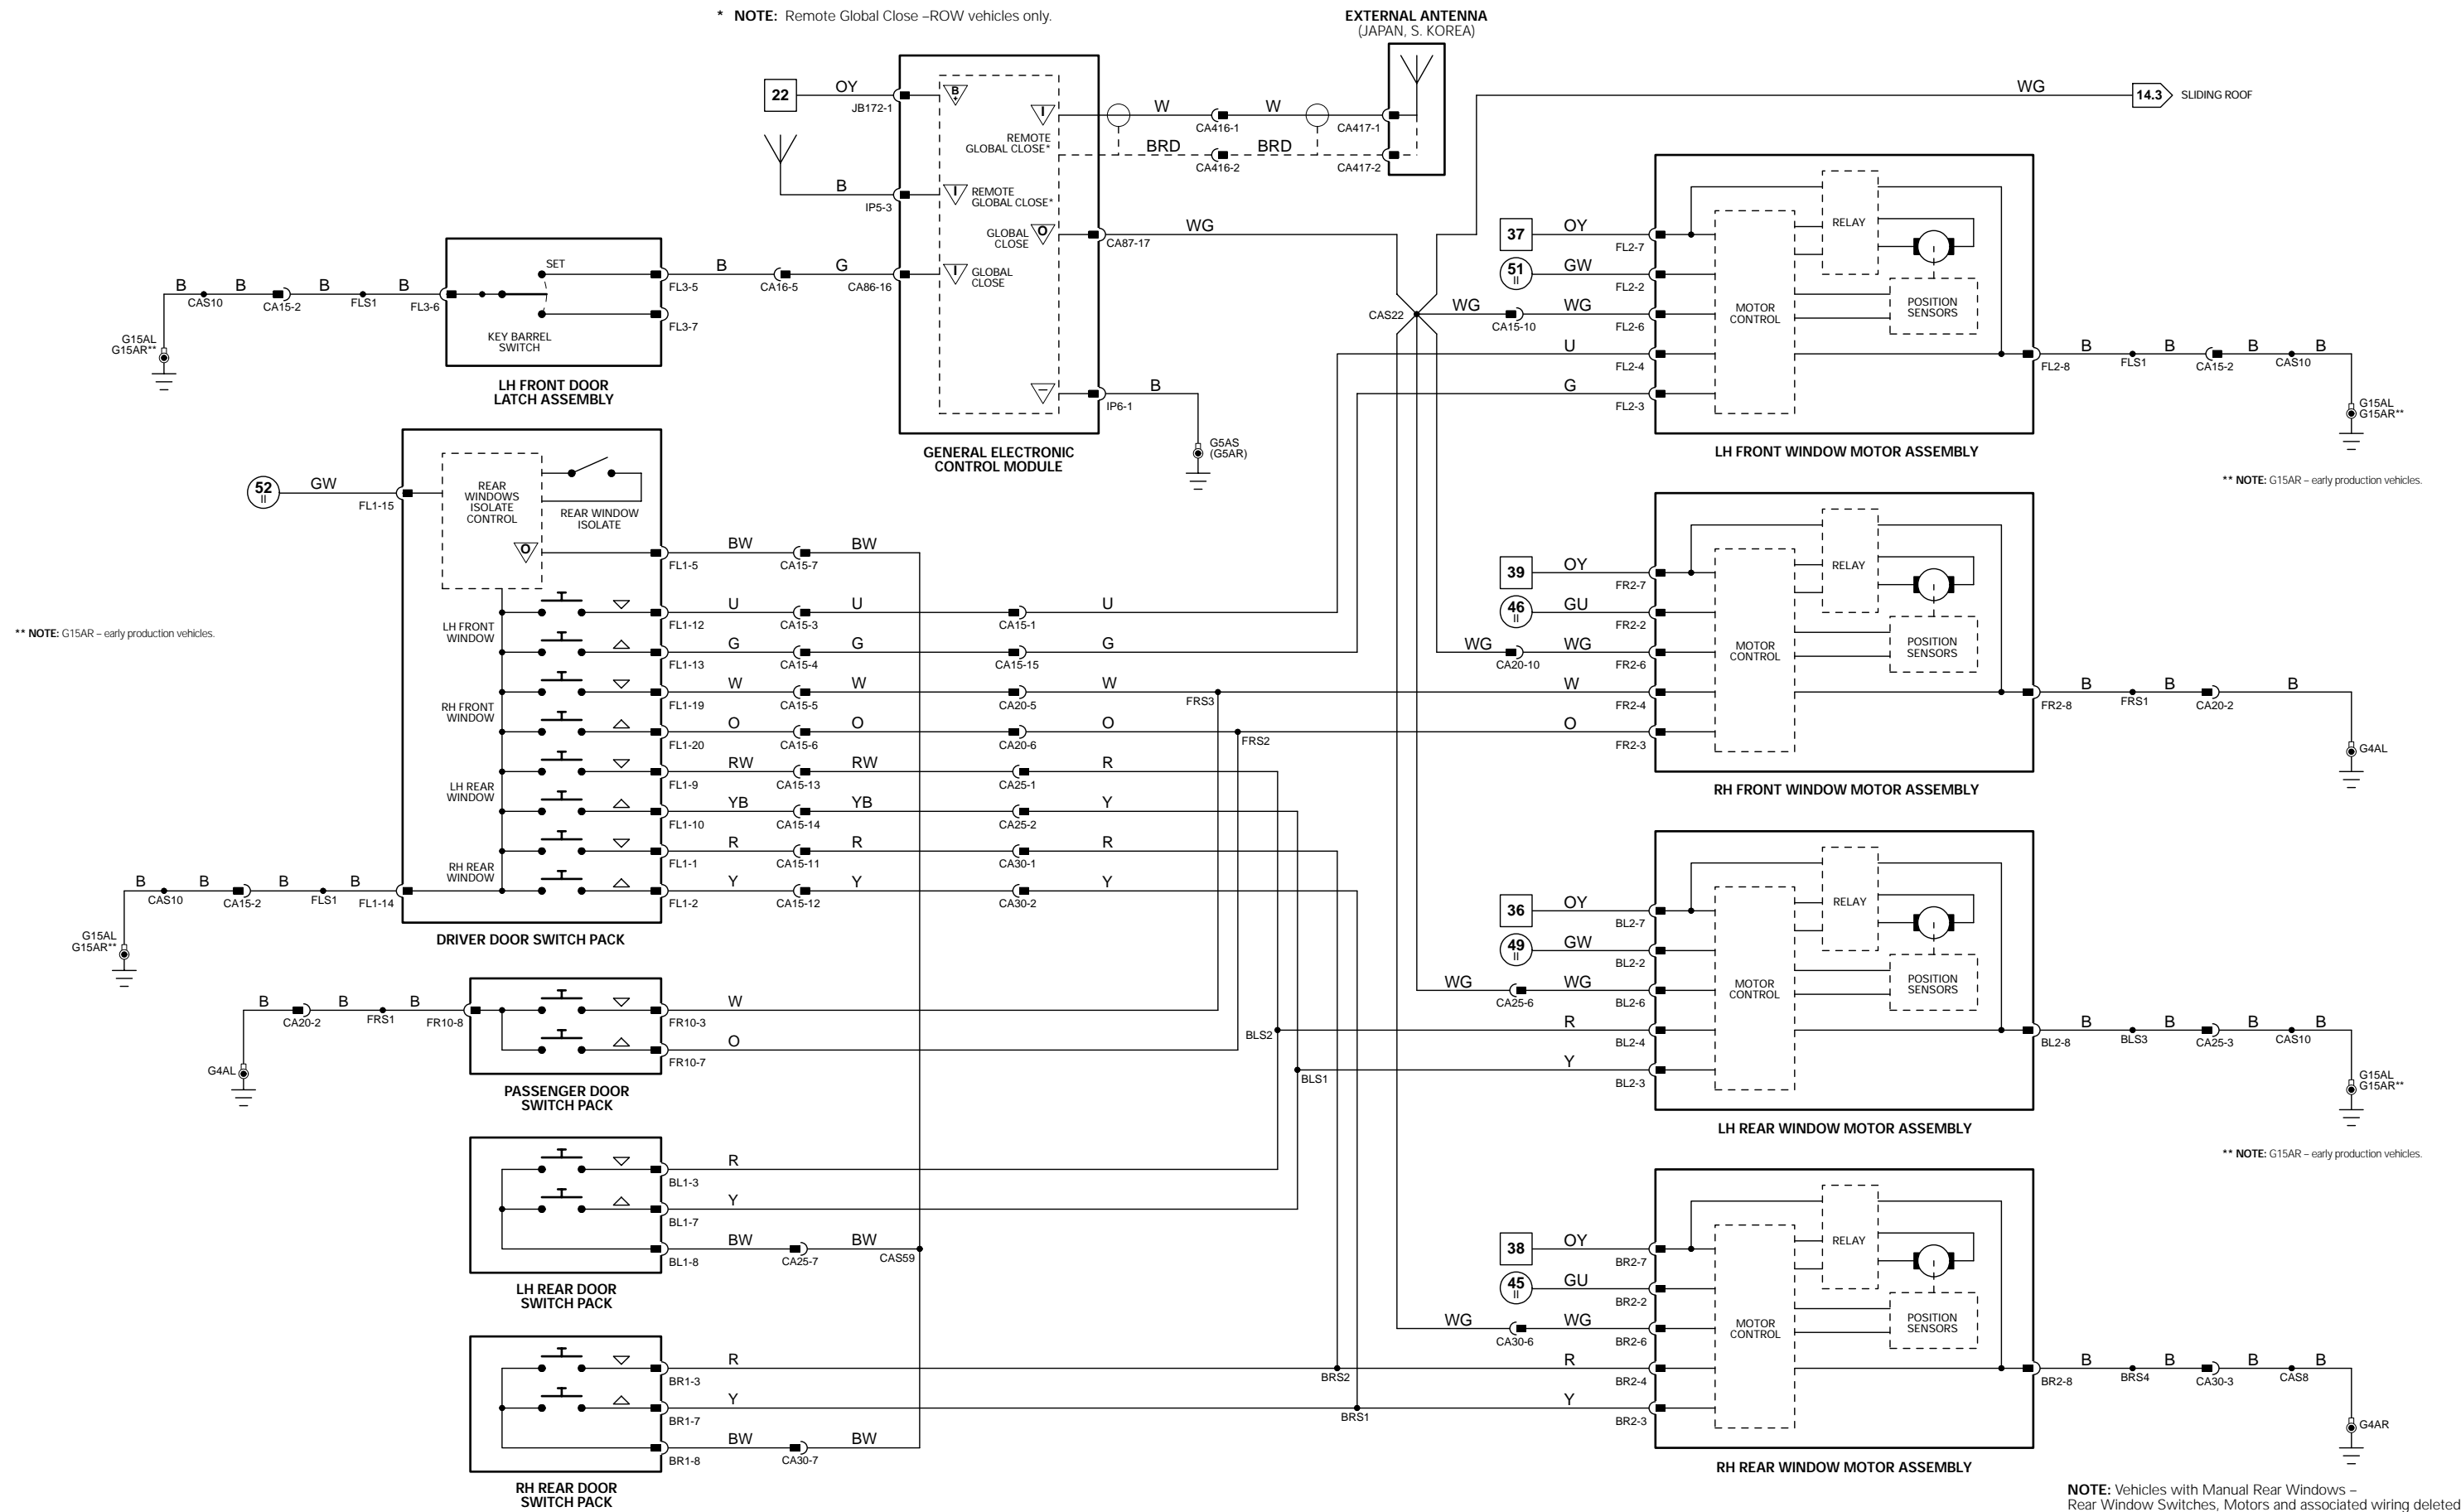 * NOTE: Remote Global Close –ROW vehicles only.
EXTERNAL ANTENNA
(JAPAN, S. KOREA)
22
OY
JB172-1
B
+
I
REMOTE
GLOBAL CLOSE*
W
CA416-1
W
CA417-1
BRD
CA416-2
BRD
CA417-2
WG
14.3
SLIDING ROOF
B
IP5-3
I
REMOTE
GLOBAL CLOSE*
GLOBAL
CLOSE
O
CA87-17
WG
B
CAS10
B
CA15-2
B
FLS1
B
FL3-6
G15AL
G15AR**
SET
KEY BARREL
SWITCH
FL3-5
B
CA16-5
G
CA86-16
FL3-7
I
GLOBAL
CLOSE
LH FRONT DOOR
LATCH ASSEMBLY
–
IP6-1
B
G5AS
(G5AR)
GENERAL ELECTRONIC
CONTROL MODULE
CAS22
37
OY
FL2-7
51
II
GW
FL2-2
WG
CA15-10
WG
FL2-6
U
FL2-4
G
FL2-3
MOTOR
CONTROL
RELAY
POSITION
SENSORS
FL2-8
B
FLS1
B
CA15-2
B
CAS10
B
G15AL
G15AR**
LH FRONT WINDOW MOTOR ASSEMBLY
** NOTE: G15AR – early production vehicles.
52
II
GW
FL1-15
REAR
WINDOWS
ISOLATE
CONTROL
REAR WINDOW
ISOLATE
O
FL1-5
BW
CA15-7
BW
LH FRONT
WINDOW
FL1-12
U
CA15-3
U
CA15-1
U
FL1-13
G
CA15-4
G
CA15-15
G
** NOTE: G15AR – early production vehicles.
RH FRONT
WINDOW
FL1-19
W
CA15-5
W
CA20-5
W
FRS3
FL1-20
O
CA15-6
O
CA20-6
O
FRS2
LH REAR
WINDOW
FL1-9
RW
CA15-13
RW
CA25-1
R
FL1-10
YB
CA15-14
YB
CA25-2
Y
RH REAR
WINDOW
FL1-1
R
CA15-11
R
CA30-1
R
FL1-2
Y
CA15-12
Y
CA30-2
Y
B
CAS10
B
CA15-2
B
FLS1
B
FL1-14
G15AL
G15AR**
DRIVER DOOR SWITCH PACK
39
OY
FR2-7
46
II
GU
FR2-2
WG
CA20-10
WG
FR2-6
W
FR2-4
O
FR2-3
MOTOR
CONTROL
RELAY
POSITION
SENSORS
FR2-8
B
FRS1
B
CA20-2
B
G4AL
RH FRONT WINDOW MOTOR ASSEMBLY
B
CA20-2
B
FRS1
B
FR10-8
G4AL
FR10-3
W
FR10-7
O
PASSENGER DOOR
SWITCH PACK
36
OY
BL2-7
49
II
GW
BL2-2
WG
CA25-6
WG
BL2-6
BLS2
R
BL2-4
BLS1
Y
BL2-3
MOTOR
CONTROL
RELAY
POSITION
SENSORS
BL2-8
B
BLS3
B
CA25-3
B
CAS10
B
G15AL
G15AR**
LH REAR WINDOW MOTOR ASSEMBLY
** NOTE: G15AR – early production vehicles.
BL1-3
R
BL1-7
Y
BL1-8
BW
CA25-7
BW
CAS59
LH REAR DOOR
SWITCH PACK
38
OY
BR2-7
45
II
GU
BR2-2
WG
CA30-6
WG
BR2-6
BR1-3
R
BRS2
R
BR2-4
BR1-7
Y
BRS1
Y
BR2-3
BR1-8
BW
CA30-7
BW
RH REAR DOOR
SWITCH PACK
MOTOR
CONTROL
RELAY
POSITION
SENSORS
BR2-8
B
BRS4
B
CA30-3
B
CAS8
B
G4AR
RH REAR WINDOW MOTOR ASSEMBLY
NOTE: Vehicles with Manual Rear Windows –
Rear Window Switches, Motors and associated wiring deleted.